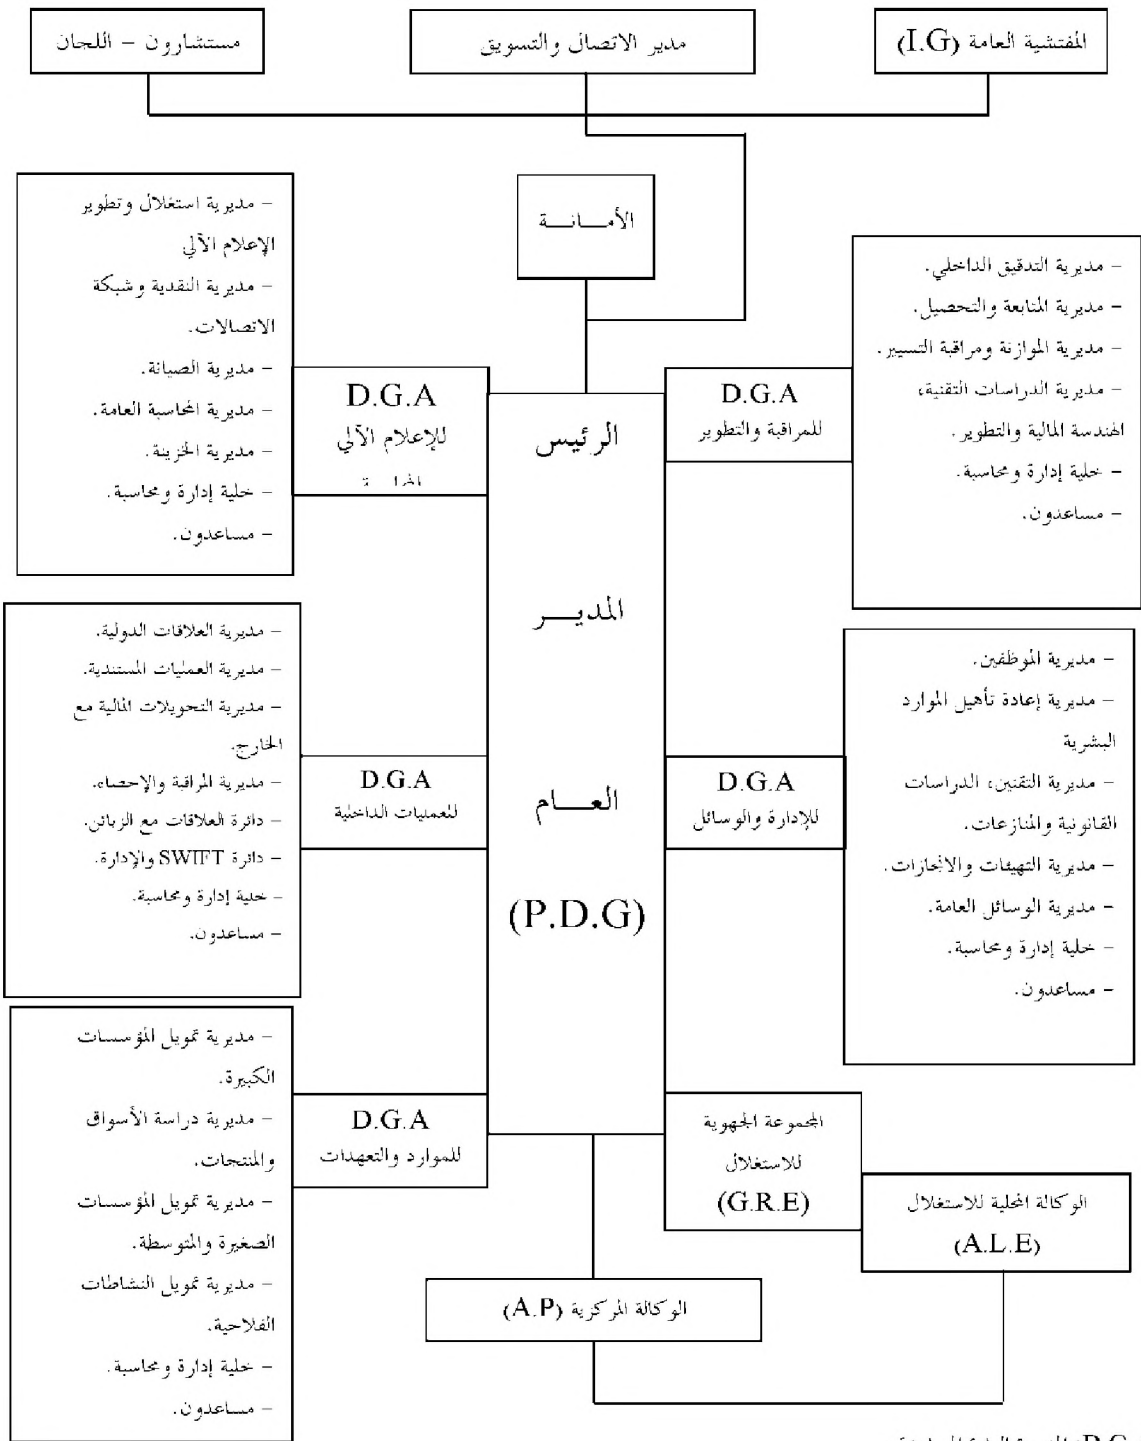 المفتشية العامة (I.G)
مدير الاتصال والتسويق
مستشارون – اللجان
الأمـــانـــة
– مديرية استغلال وتطوير
الإعلام الآلي
– مديرية النقدية وشبكة
الاتصالات.
– مديرية الصيانة.
– مديرية المحاسبة العامة.
– مديرية الخزينة.
– خلية إدارة ومحاسبة.
– مساعدون.
– مديرية التدقيق الداخلي.
– مديرية المتابعة والتحصيل.
– مديرية الموازنة ومراقبة التسيير.
– مديرية الدراسات التقنية،
الهندسة المالية والتطوير.
– خلية إدارة ومحاسبة.
– مساعدون.
D.G.A
للمراقبة والتطوير
D.G.A
للإعلام الآلي
الرئيس
المديـــر
العـــام
(P.D.G)
– مديرية العلاقات الدولية.
– مديرية العمليات المستندية.
– مديرية التحويلات المالية مع
الخارج.
– مديرية المراقبة والإحصاء.
– دائرة العلاقات مع الزبائن.
– دائرة SWIFT والإدارة.
– خلية إدارة ومحاسبة.
– مساعدون.
D.G.A
للعمليات الداخلية
D.G.A
للإدارة والوسائل
– مديرية الموظفين.
– مديرية إعادة تأهيل الموارد
البشرية
– مديرية التقنين، الدراسات
القانونية والمنازعات.
– مديرية التهيئات والانجازات.
– مديرية الوسائل العامة.
– خلية إدارة ومحاسبة.
– مساعدون.
– مديرية تمويل المؤسسات
الكبيرة.
– مديرية دراسة الأسواق
والمنتجات.
– مديرية تمويل المؤسسات
الصغيرة والمتوسطة.
– مديرية تمويل النشاطات
الفلاحية.
– خلية إدارة ومحاسبة.
– مساعدون.
D.G.A
للموارد والتعهدات
المجموعة الجهوية
للاستغلال
(G.R.E)
الوكالة المحلية للاستغلال
(A.L.E)
الوكالة المركزية (A.P)